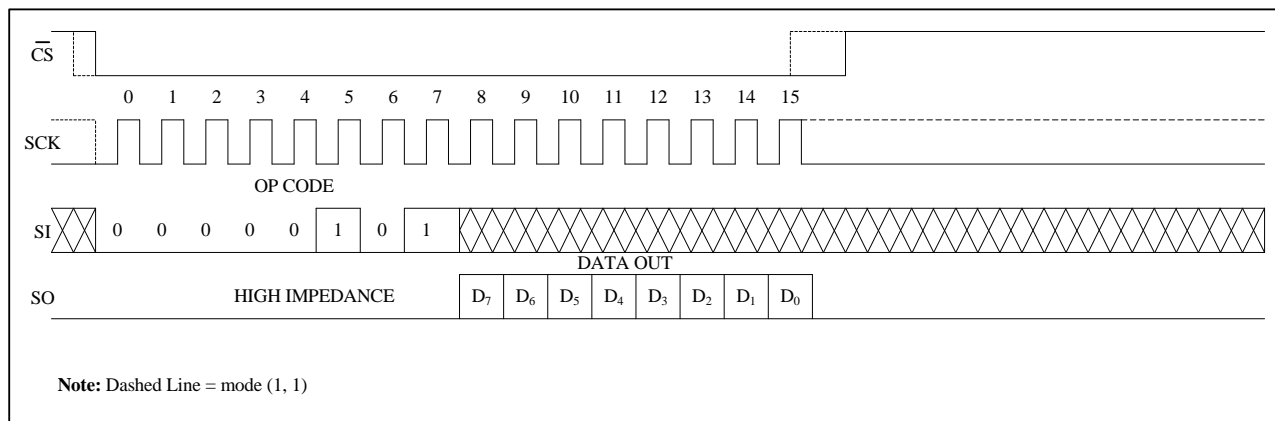 C̅S̅
0 1 2 3 4 5 6 7 8 9 10 11 12 13 14 15
SCK
OP CODE
SI 0 0 0 0 0 1 0 1
DATA OUT
SO HIGH IMPEDANCE D₇ D₆ D₅ D₄ D₃ D₂ D₁ D₀
Note: Dashed Line = mode (1, 1)